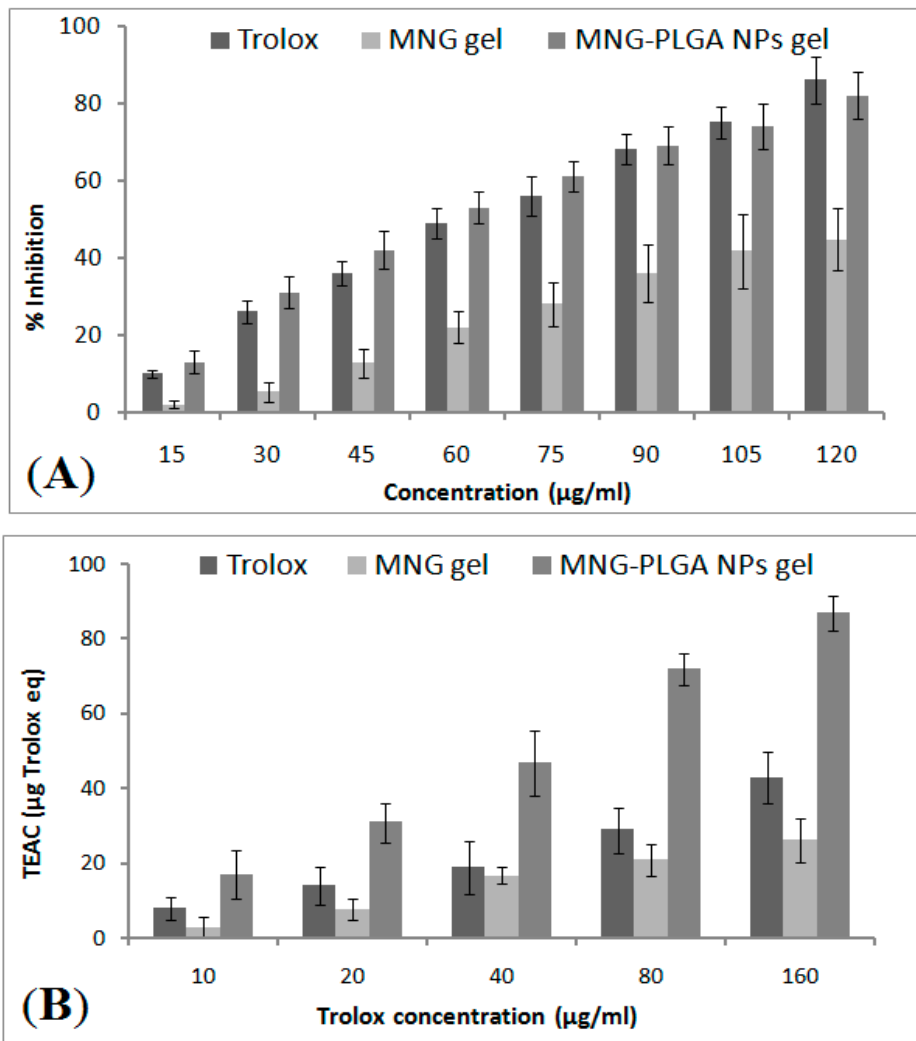 100
80
60
40
20
0
% Inhibition
Trolox MNG gel MNG-PLGA NPs gel
15 30 45 60 75 90 105 120
Concentration (µg/ml)
(A)
100
80
60
40
20
0
TEAC (µg Trolox eq)
Trolox MNG gel MNG-PLGA NPs gel
10 20 40 80 160
Trolox concentration (µg/ml)
(B)